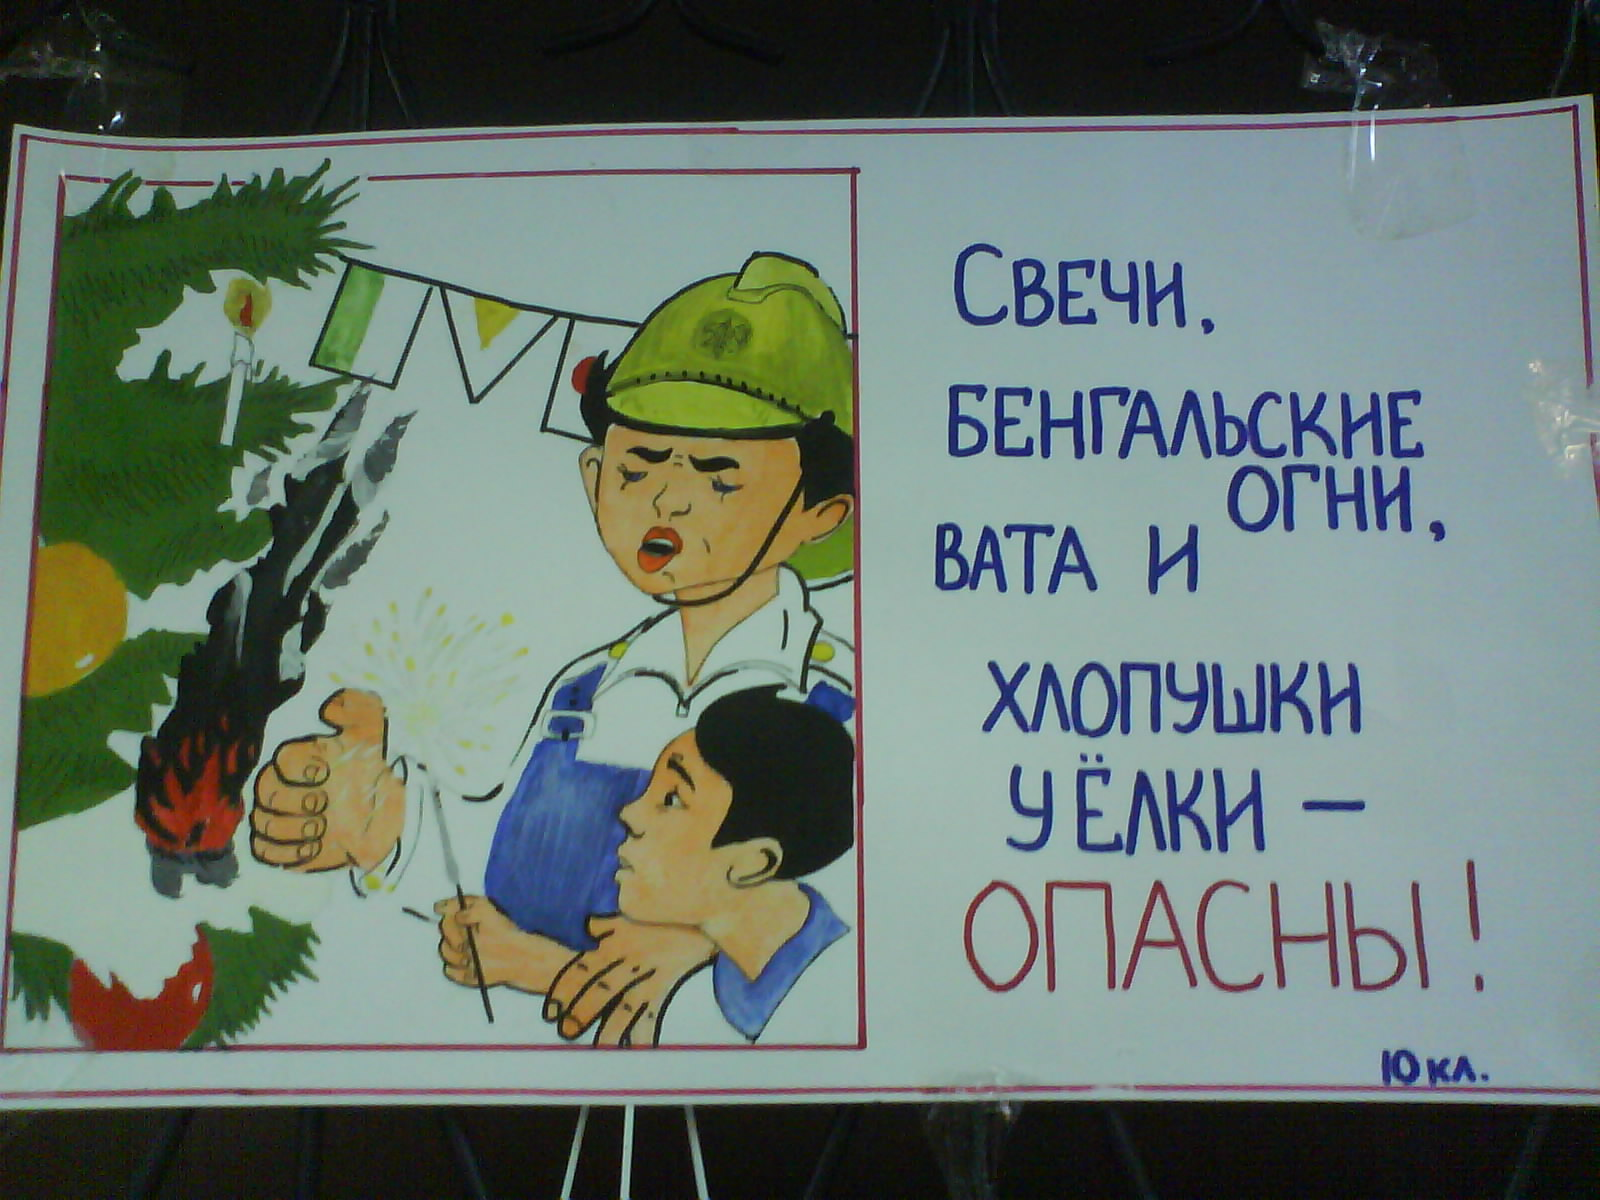 Свечи,
БЕНГАЛЬСКИЕ
ОГНИ,
ВАТА И
ХЛОПУШКИ
У ЁЛКИ –
ОПАСНЫ!
10 кл.